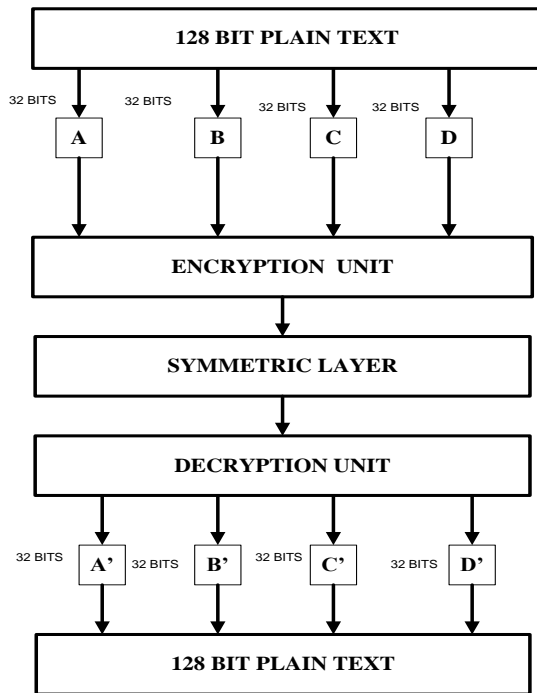 128 BIT PLAIN TEXT
32 BITS 32 BITS 32 BITS 32 BITS
A B C D
ENCRYPTION UNIT
SYMMETRIC LAYER
DECRYPTION UNIT
32 BITS 32 BITS 32 BITS 32 BITS
A’ B’ C’ D’
128 BIT PLAIN TEXT